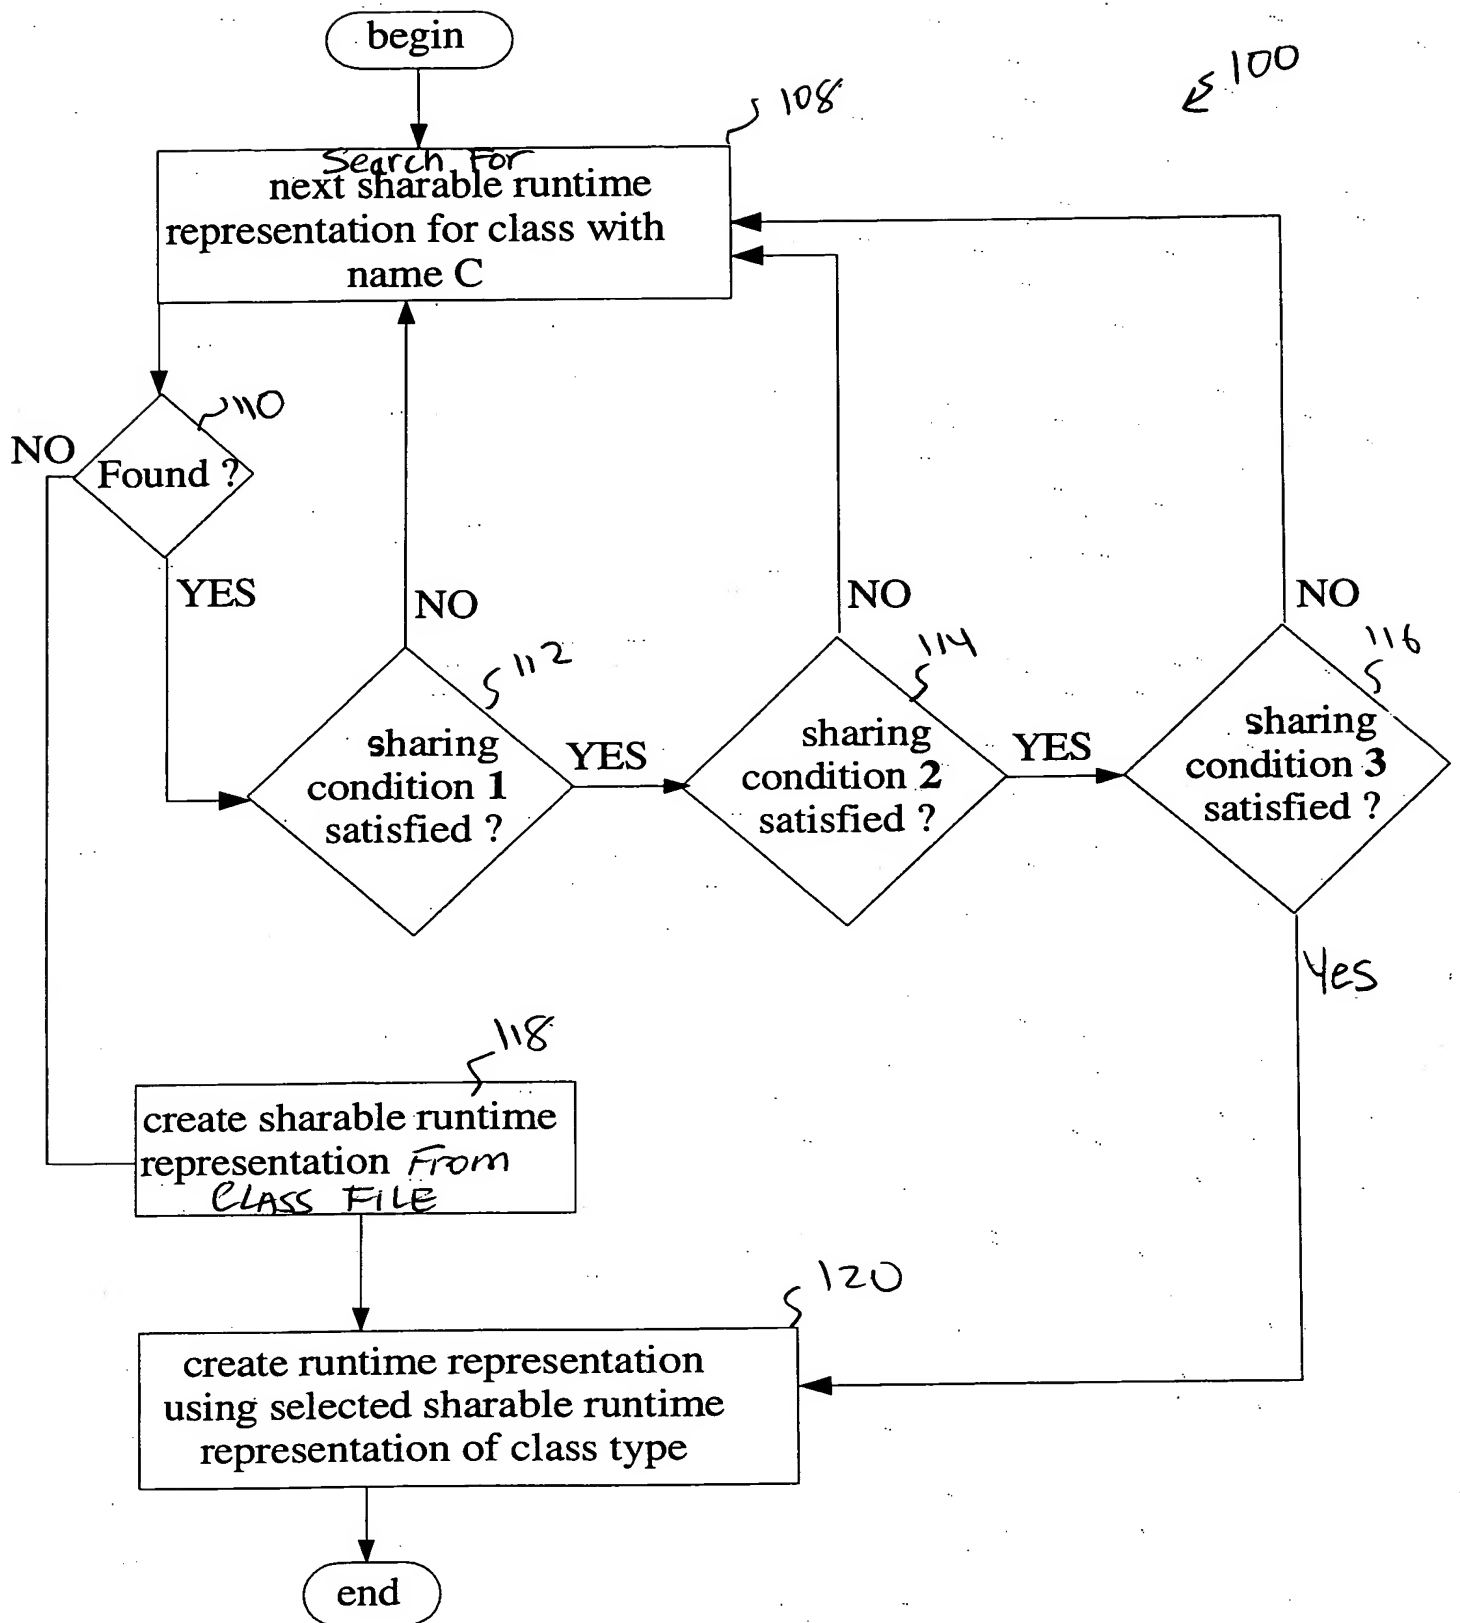 begin
100
108
Search For
next sharable runtime
representation for class with
name C
110
NO
Found ?
YES
NO
NO
NO
112
114
116
sharing
condition 1
satisfied ?
YES
sharing
condition 2
satisfied ?
YES
sharing
condition 3
satisfied ?
Yes
118
create sharable runtime
representation From
CLASS FILE
120
create runtime representation
using selected sharable runtime
representation of class type
end